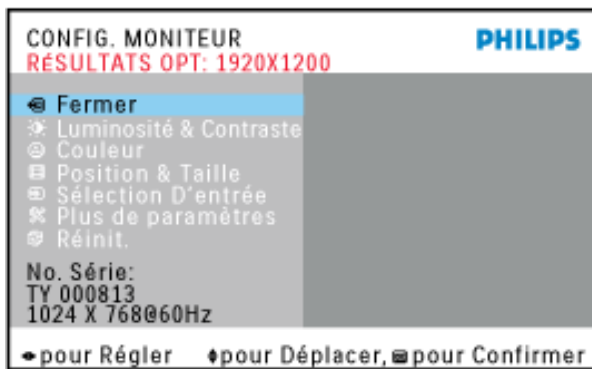 CONFIG. MONITEUR PHILIPS
RÉSULTATS OPT: 1920X1200
Fermer
Luminosité & Contraste
Couleur
Position & Taille
Sélection D'entrée
Plus de paramètres
Réinit.
No. Série:
TY 000813
1024 X 768@60Hz
pour Régler pour Déplacer, pour Confirmer